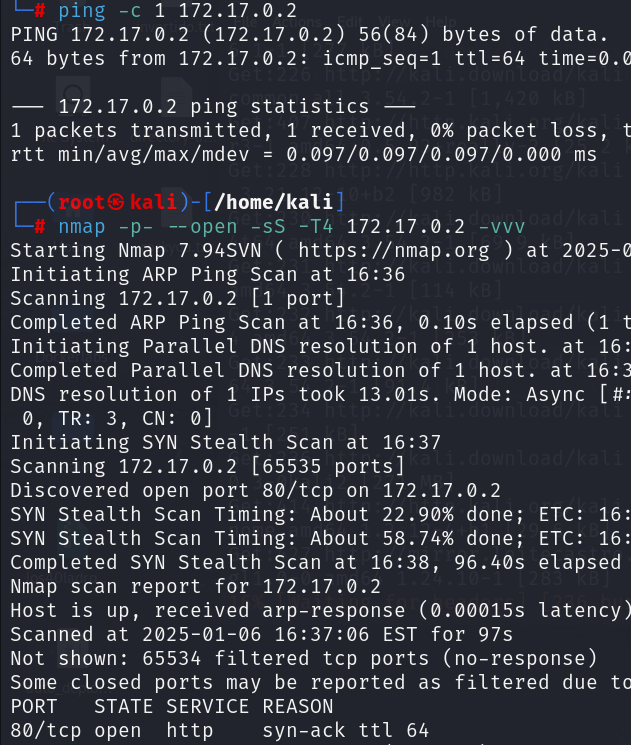 └─# ping -c 1 172.17.0.2
PING 172.17.0.2 (172.17.0.2) 56(84) bytes of data.
64 bytes from 172.17.0.2: icmp_seq=1 ttl=64 time=0.0
─── 172.17.0.2 ping statistics ───
1 packets transmitted, 1 received, 0% packet loss, t
rtt min/avg/max/mdev = 0.097/0.097/0.097/0.000 ms
┌──(root㉿kali)-[/home/kali]
└─# nmap -p- --open -sS -T4 172.17.0.2 -vvv
Starting Nmap 7.94SVN ( https://nmap.org ) at 2025-0
Initiating ARP Ping Scan at 16:36
Scanning 172.17.0.2 [1 port]
Completed ARP Ping Scan at 16:36, 0.10s elapsed (1 t
Initiating Parallel DNS resolution of 1 host. at 16:
Completed Parallel DNS resolution of 1 host. at 16:3
DNS resolution of 1 IPs took 13.01s. Mode: Async [#:
 0, TR: 3, CN: 0]
Initiating SYN Stealth Scan at 16:37
Scanning 172.17.0.2 [65535 ports]
Discovered open port 80/tcp on 172.17.0.2
SYN Stealth Scan Timing: About 22.90% done; ETC: 16:
SYN Stealth Scan Timing: About 58.74% done; ETC: 16:
Completed SYN Stealth Scan at 16:38, 96.40s elapsed
Nmap scan report for 172.17.0.2
Host is up, received arp-response (0.00015s latency)
Scanned at 2025-01-06 16:37:06 EST for 97s
Not shown: 65534 filtered tcp ports (no-response)
Some closed ports may be reported as filtered due to
PORT   STATE SERVICE REASON
80/tcp open  http    syn-ack ttl 64